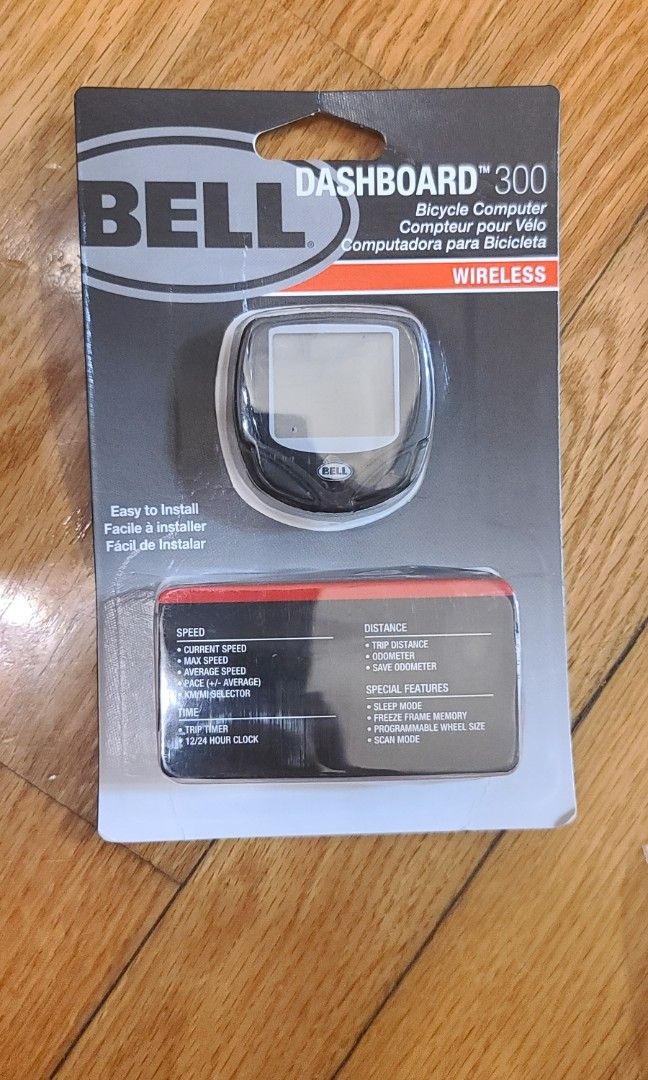 BELL
DASHBOARD™ 300
Bicycle Computer
Compteur pour Vélo
Computadora para Bicicleta
WIRELESS
BELL
Easy to Install
Facile à installer
Fácil de Instalar
SPEED
• CURRENT SPEED
• MAX SPEED
• AVERAGE SPEED
• PACE (+/- AVERAGE)
• KM/MI SELECTOR
TIME
• TRIP TIMER
• 12/24 HOUR CLOCK
DISTANCE
• TRIP DISTANCE
• ODOMETER
• SAVE ODOMETER
SPECIAL FEATURES
• SLEEP MODE
• FREEZE FRAME MEMORY
• PROGRAMMABLE WHEEL SIZE
• SCAN MODE